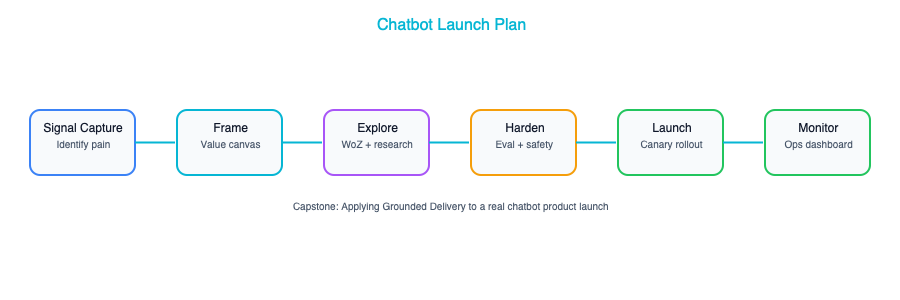 Chatbot Launch Plan
Signal Capture
Identify pain
Frame
Value canvas
Explore
WoZ + research
Harden
Eval + safety
Launch
Canary rollout
Monitor
Ops dashboard
Capstone: Applying Grounded Delivery to a real chatbot product launch